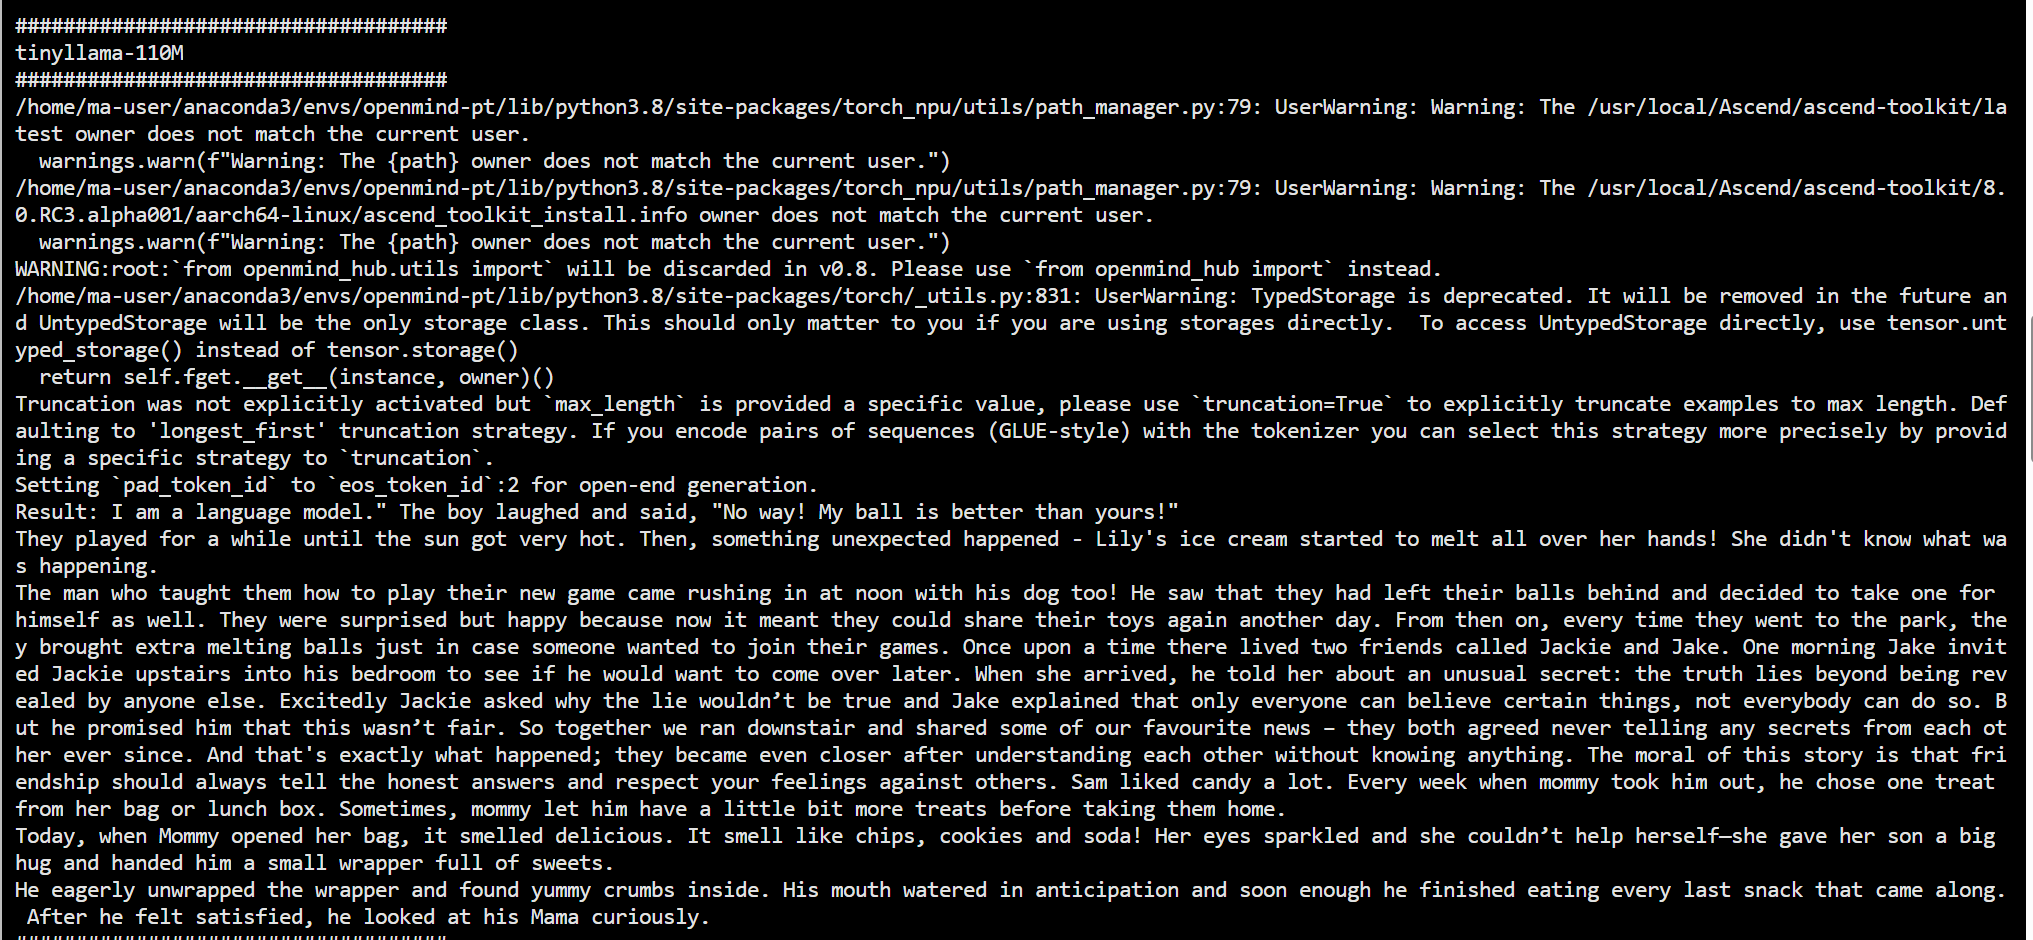 ####################################
tinyllama-110M
####################################
/home/ma-user/anaconda3/envs/openmind-pt/lib/python3.8/site-packages/torch_npu/utils/path_manager.py:79: UserWarning: Warning: The /usr/local/Ascend/ascend-toolkit/la
test owner does not match the current user.
  warnings.warn(f"Warning: The {path} owner does not match the current user.")
/home/ma-user/anaconda3/envs/openmind-pt/lib/python3.8/site-packages/torch_npu/utils/path_manager.py:79: UserWarning: Warning: The /usr/local/Ascend/ascend-toolkit/8.
0.RC3.alpha001/aarch64-linux/ascend_toolkit_install.info owner does not match the current user.
  warnings.warn(f"Warning: The {path} owner does not match the current user.")
WARNING:root:`from openmind_hub.utils import` will be discarded in v0.8. Please use `from openmind_hub import` instead.
/home/ma-user/anaconda3/envs/openmind-pt/lib/python3.8/site-packages/torch/_utils.py:831: UserWarning: TypedStorage is deprecated. It will be removed in the future an
d UntypedStorage will be the only storage class. This should only matter to you if you are using storages directly.  To access UntypedStorage directly, use tensor.unt
yped_storage() instead of tensor.storage()
  return self.fget.__get__(instance, owner)()
Truncation was not explicitly activated but `max_length` is provided a specific value, please use `truncation=True` to explicitly truncate examples to max length. Def
aulting to 'longest_first' truncation strategy. If you encode pairs of sequences (GLUE-style) with the tokenizer you can select this strategy more precisely by provid
ing a specific strategy to `truncation`.
Setting `pad_token_id` to `eos_token_id`:2 for open-end generation.
Result: I am a language model." The boy laughed and said, "No way! My ball is better than yours!"
They played for a while until the sun got very hot. Then, something unexpected happened - Lily's ice cream started to melt all over her hands! She didn't know what wa
s happening.
The man who taught them how to play their new game came rushing in at noon with his dog too! He saw that they had left their balls behind and decided to take one for
himself as well. They were surprised but happy because now it meant they could share their toys again another day. From then on, every time they went to the park, the
y brought extra melting balls just in case someone wanted to join their games. Once upon a time there lived two friends called Jackie and Jake. One morning Jake invit
ed Jackie upstairs into his bedroom to see if he would want to come over later. When she arrived, he told her about an unusual secret: the truth lies beyond being rev
ealed by anyone else. Excitedly Jackie asked why the lie wouldn’t be true and Jake explained that only everyone can believe certain things, not everybody can do so. B
ut he promised him that this wasn’t fair. So together we ran downstair and shared some of our favourite news – they both agreed never telling any secrets from each ot
her ever since. And that's exactly what happened; they became even closer after understanding each other without knowing anything. The moral of this story is that fri
endship should always tell the honest answers and respect your feelings against others. Sam liked candy a lot. Every week when mommy took him out, he chose one treat
from her bag or lunch box. Sometimes, mommy let him have a little bit more treats before taking them home.
Today, when Mommy opened her bag, it smelled delicious. It smell like chips, cookies and soda! Her eyes sparkled and she couldn’t help herself—she gave her son a big
hug and handed him a small wrapper full of sweets.
He eagerly unwrapped the wrapper and found yummy crumbs inside. His mouth watered in anticipation and soon enough he finished eating every last snack that came along.
 After he felt satisfied, he looked at his Mama curiously.
####################################